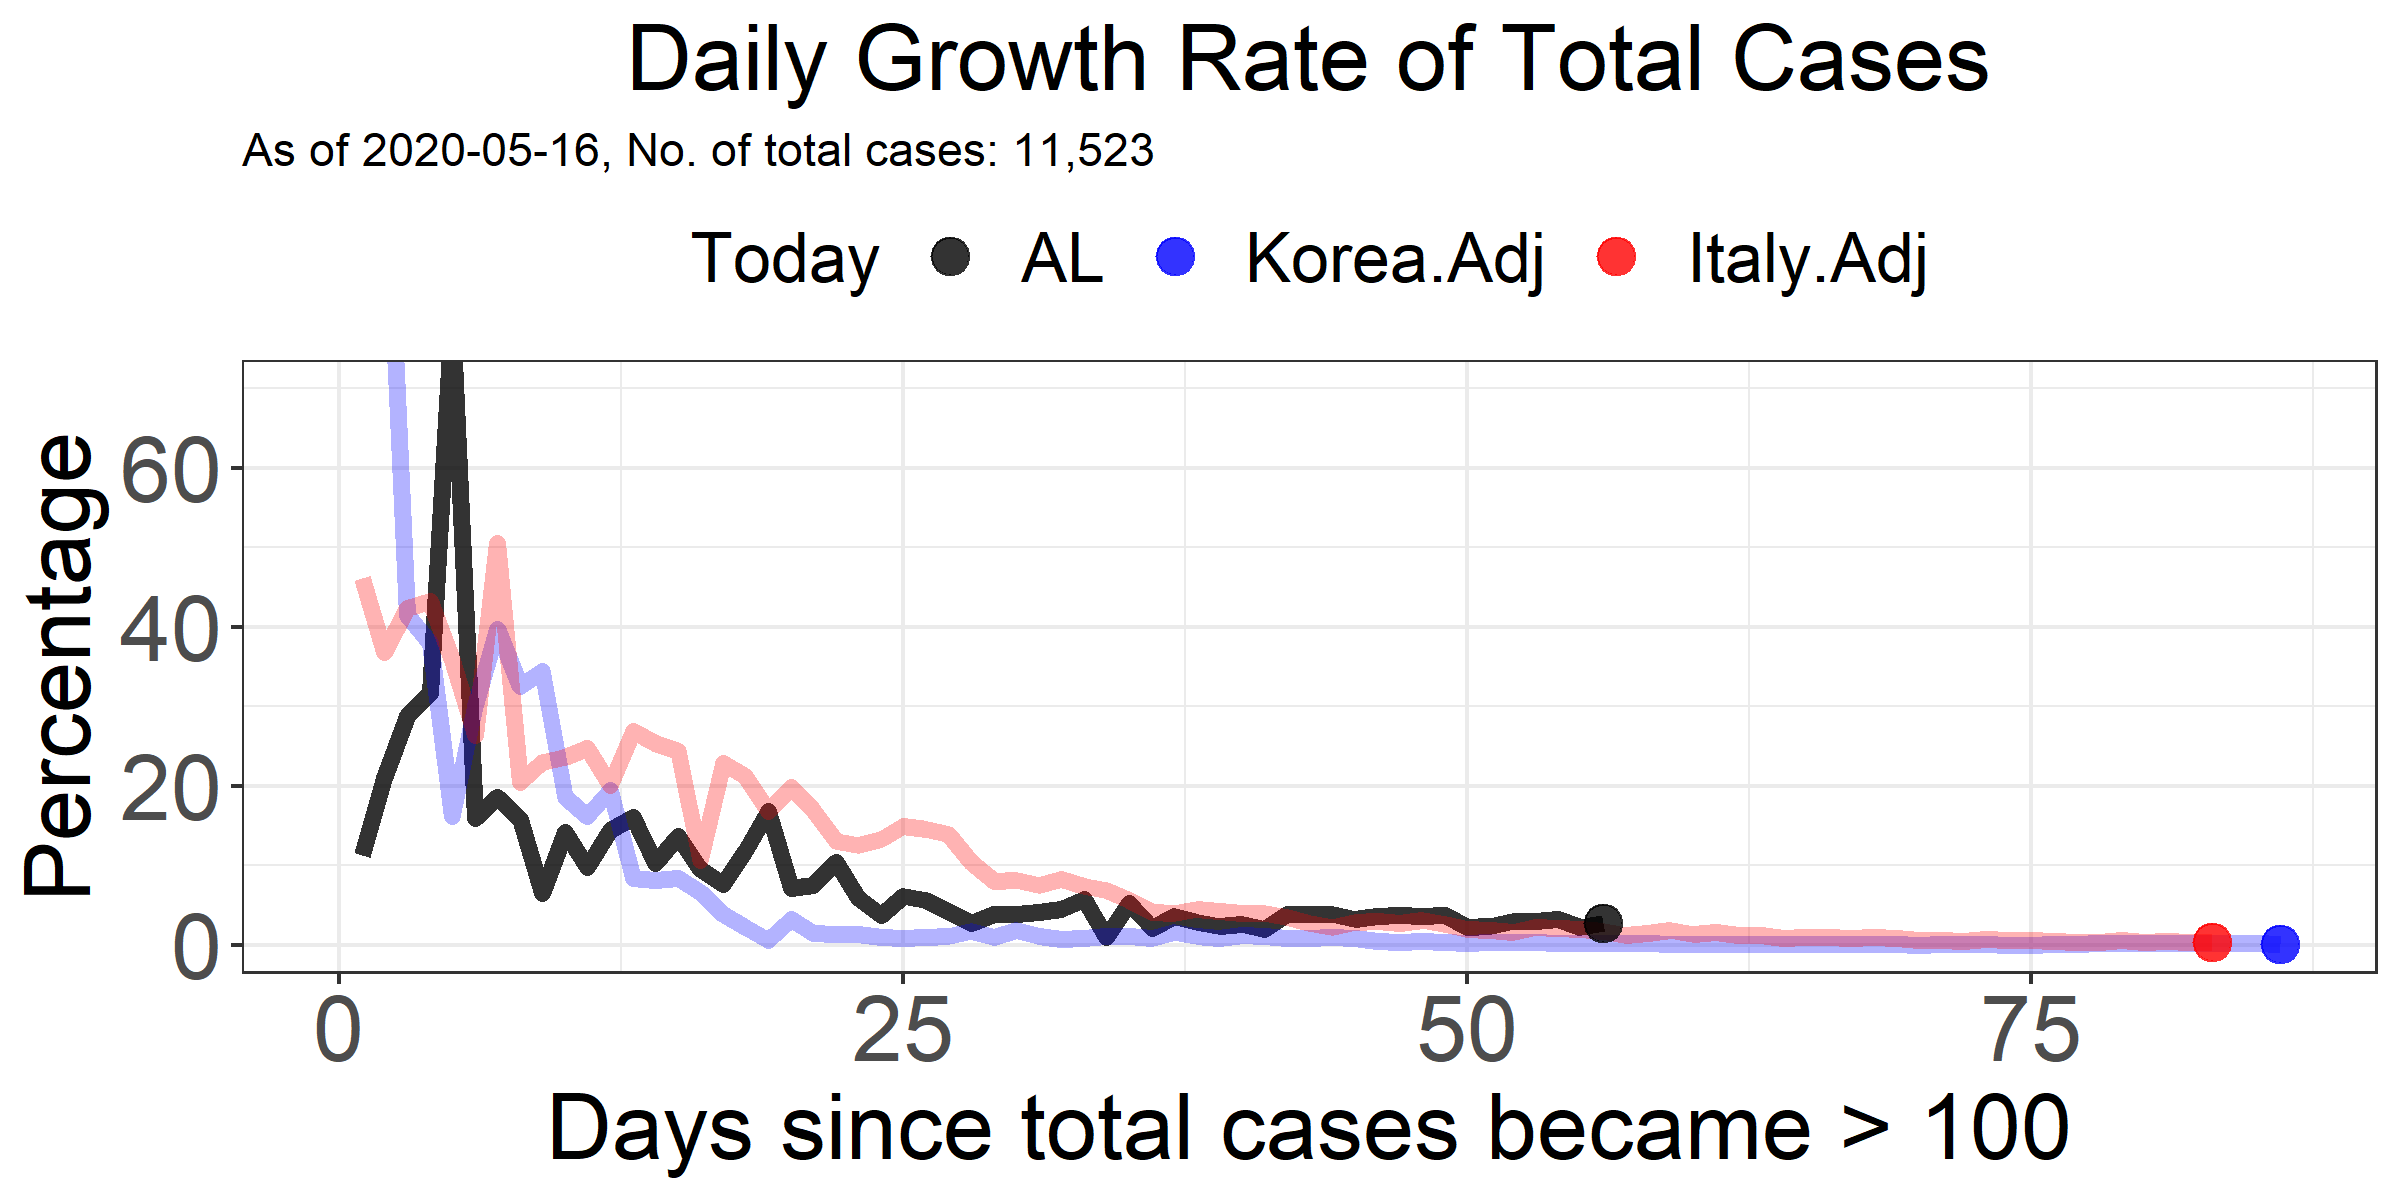 Daily Growth Rate of Total Cases
As of 2020-05-16, No. of total cases: 11,523
Today AL Korea.Adj Italy.Adj
Percentage
60
40
20
0
0 25 50 75
Days since total cases became > 100